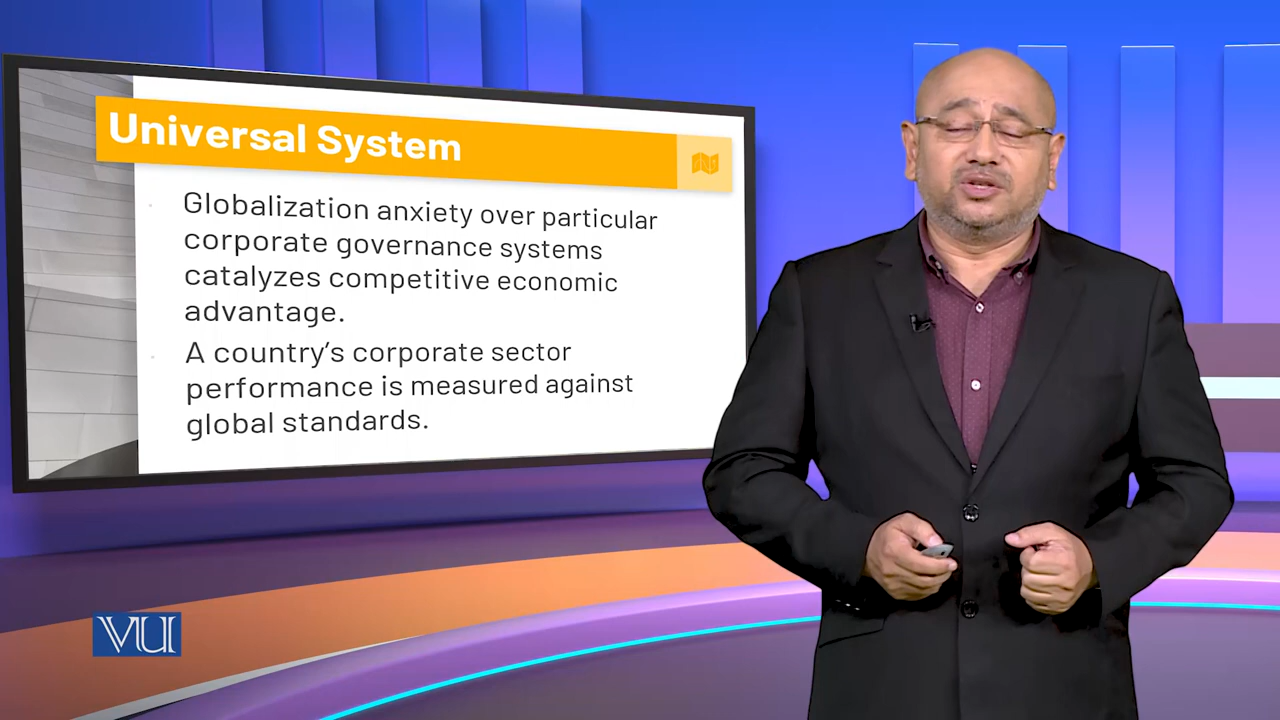 Universal System
Globalization anxiety over particular
corporate governance systems
catalyzes competitive economic
advantage.
A country’s corporate sector
performance is measured against
global standards.
VU